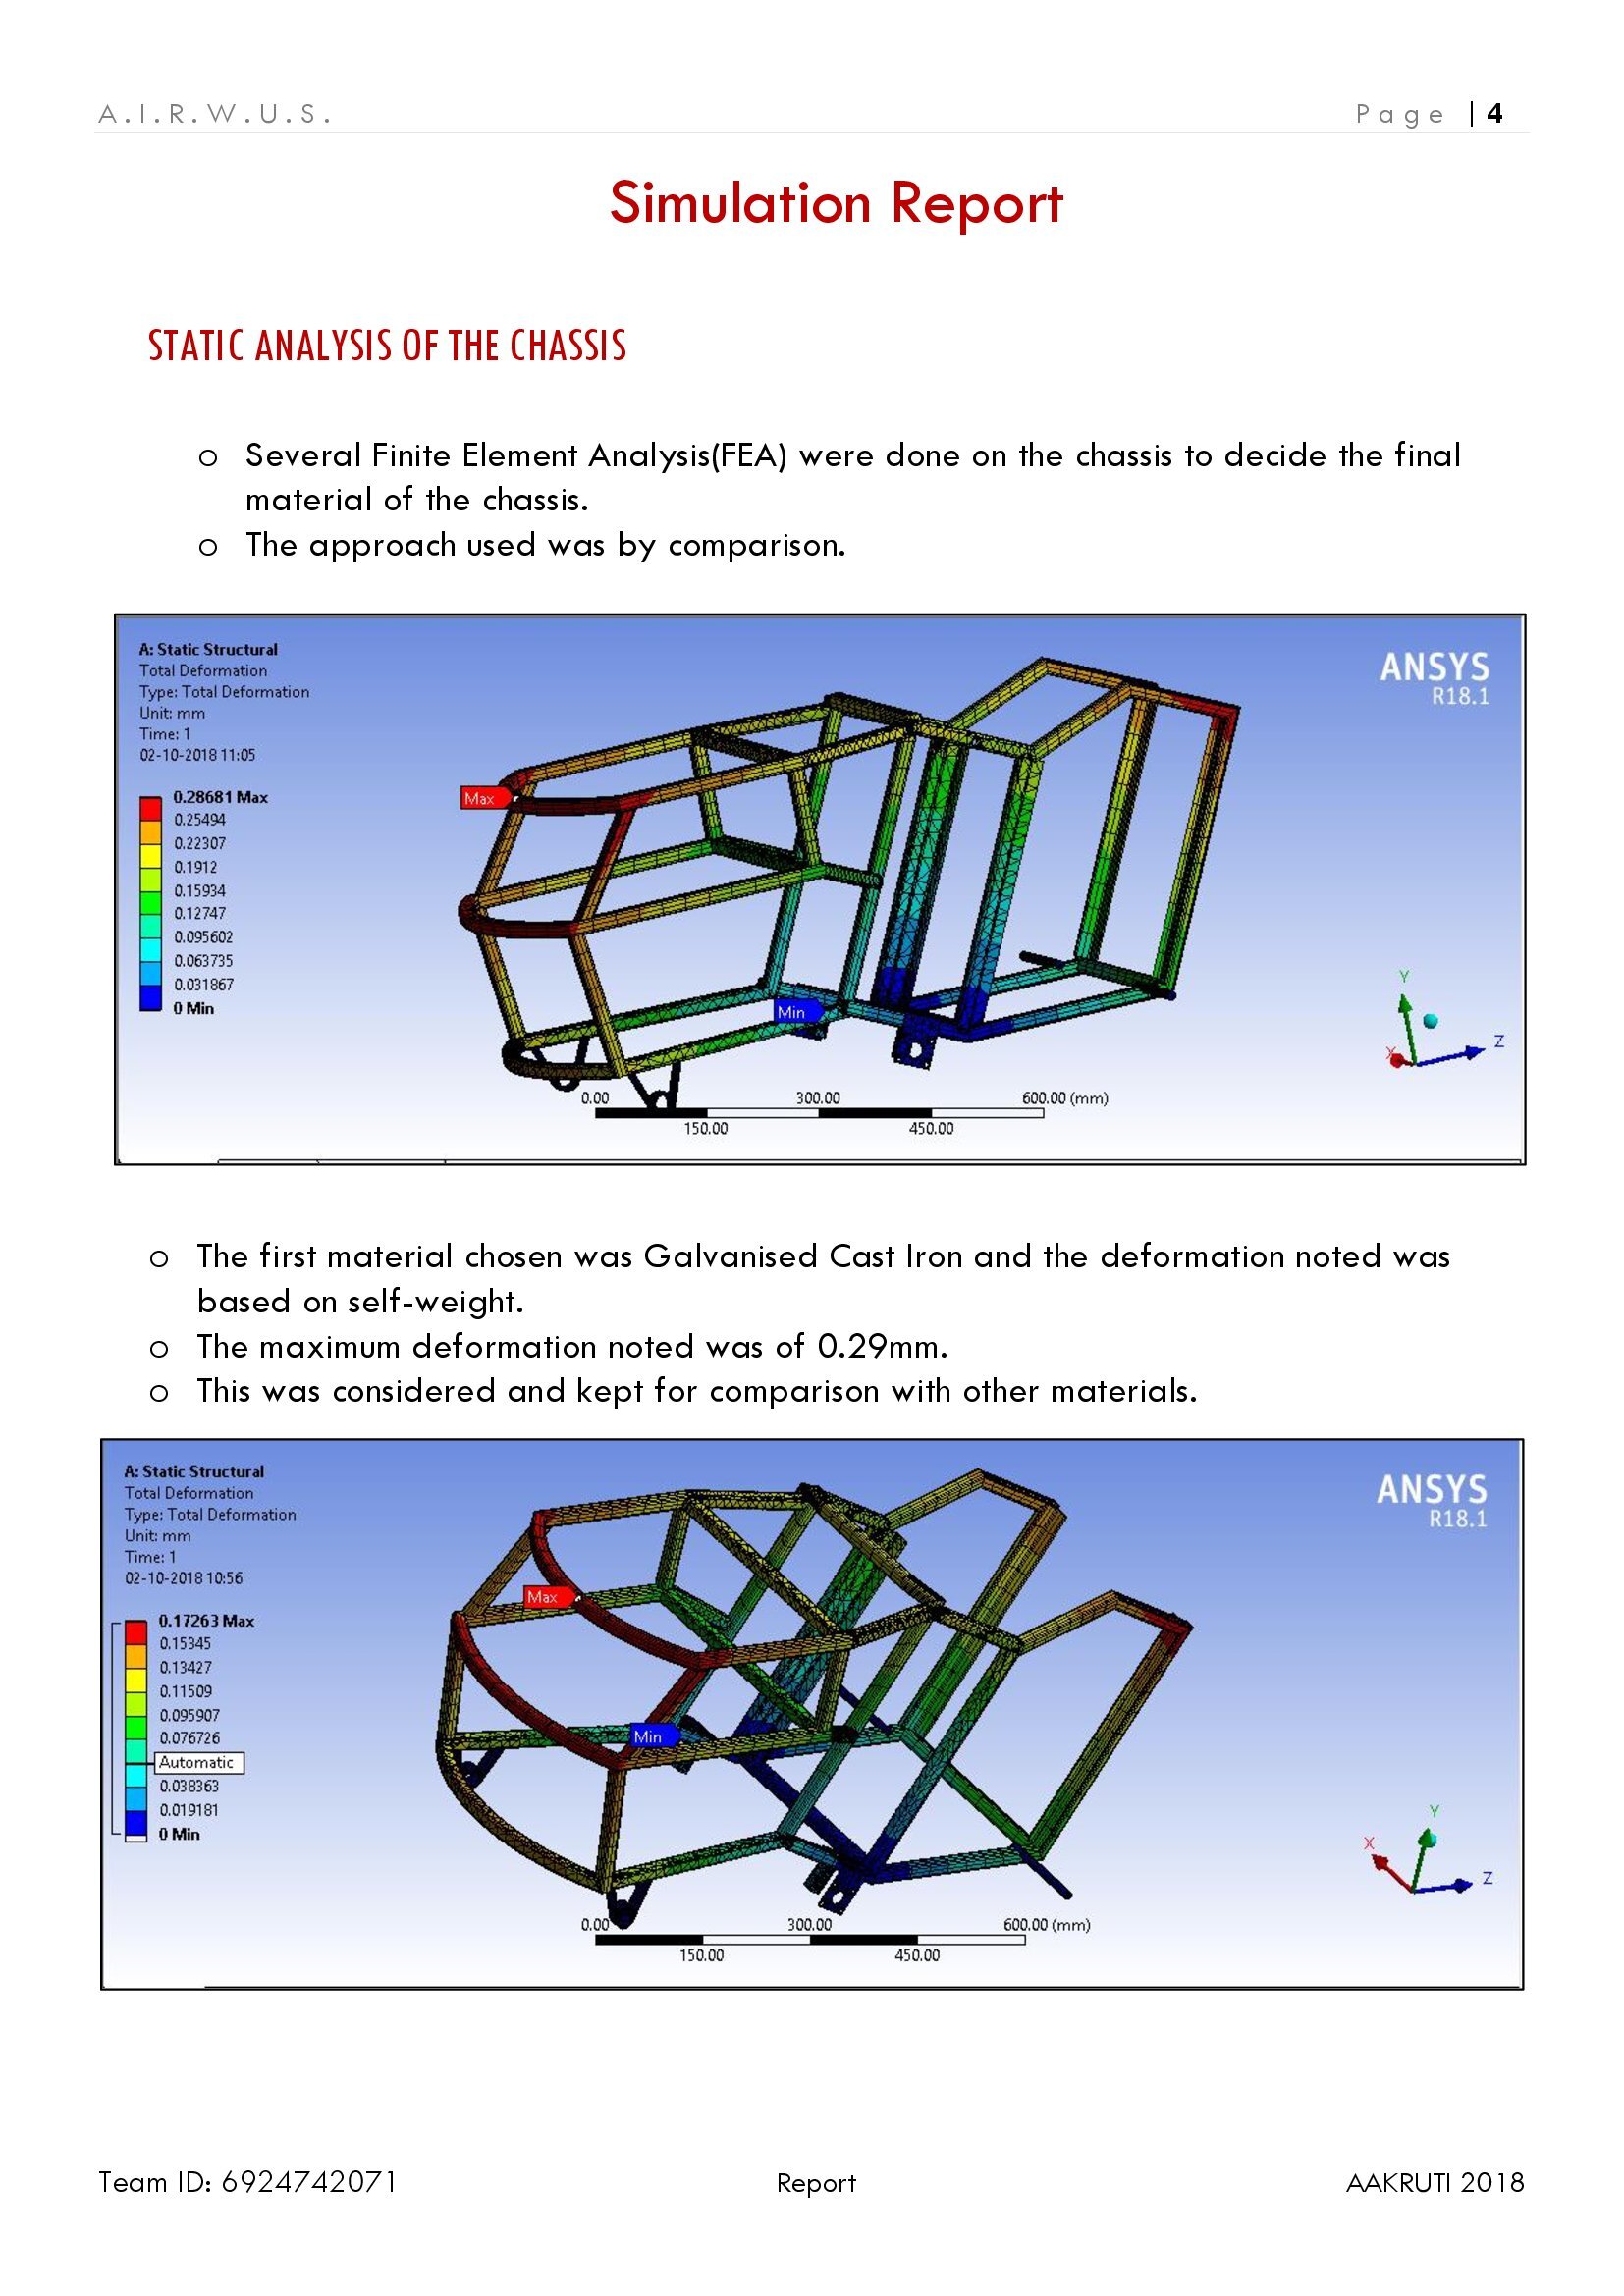 A.I.R.W.U.S.
Page | 4
Simulation Report
STATIC ANALYSIS OF THE CHASSIS
o Several Finite Element Analysis(FEA) were done on the chassis to decide the final
material of the chassis.
o The approach used was by comparison.
A: Static Structural
Total Deformation
Type: Total Deformation
Unit: mm
Time: 1
02-10-2018 11:05
0.28681 Max
0.25494
0.22307
0.1912
0.15934
0.12747
0.095602
0.063735
0.031867
0 Min
Max
Min
ANSYS
R18.1
Y
Z
X
0.00
300.00
600.00 (mm)
150.00
450.00
o The first material chosen was Galvanised Cast Iron and the deformation noted was
based on self-weight.
o The maximum deformation noted was of 0.29mm.
o This was considered and kept for comparison with other materials.
A: Static Structural
Total Deformation
Type: Total Deformation
Unit: mm
Time: 1
02-10-2018 10:56
0.17263 Max
0.15345
0.13427
0.11509
0.095907
0.076726
Automatic
0.038363
0.019181
0 Min
Max
Min
ANSYS
R18.1
Y
X
Z
0.00
300.00
600.00 (mm)
150.00
450.00
Team ID: 6924742071
Report
AAKRUTI 2018